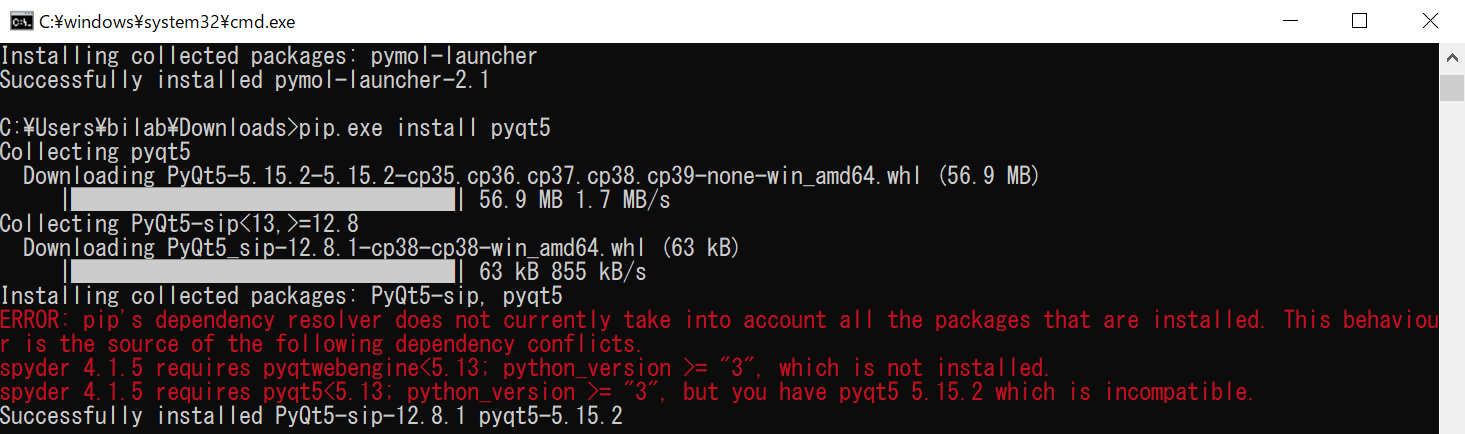 C:¥windows¥system32¥cmd.exe
Installing collected packages: pymol-launcher
Successfully installed pymol-launcher-2.1
C:¥Users¥bilab¥Downloads>pip.exe install pyqt5
Collecting pyqt5
Downloading PyQt5-5.15.2-5.15.2-cp35.cp36.cp37.cp38.cp39-none-win_amd64.whl (56.9 MB)
| | 56.9 MB 1.7 MB/s
Collecting PyQt5-sip<13,>=12.8
Downloading PyQt5_sip-12.8.1-cp38-cp38-win_amd64.whl (63 kB)
| | 63 kB 855 kB/s
Installing collected packages: PyQt5-sip, pyqt5
ERROR: pip's dependency resolver does not currently take into account all the packages that are installed. This behaviou
r is the source of the following dependency conflicts.
spyder 4.1.5 requires pyqtwebengine<5.13; python_version >= "3", which is not installed.
spyder 4.1.5 requires pyqt5<5.13; python_version >= "3", but you have pyqt5 5.15.2 which is incompatible.
Successfully installed PyQt5-sip-12.8.1 pyqt5-5.15.2